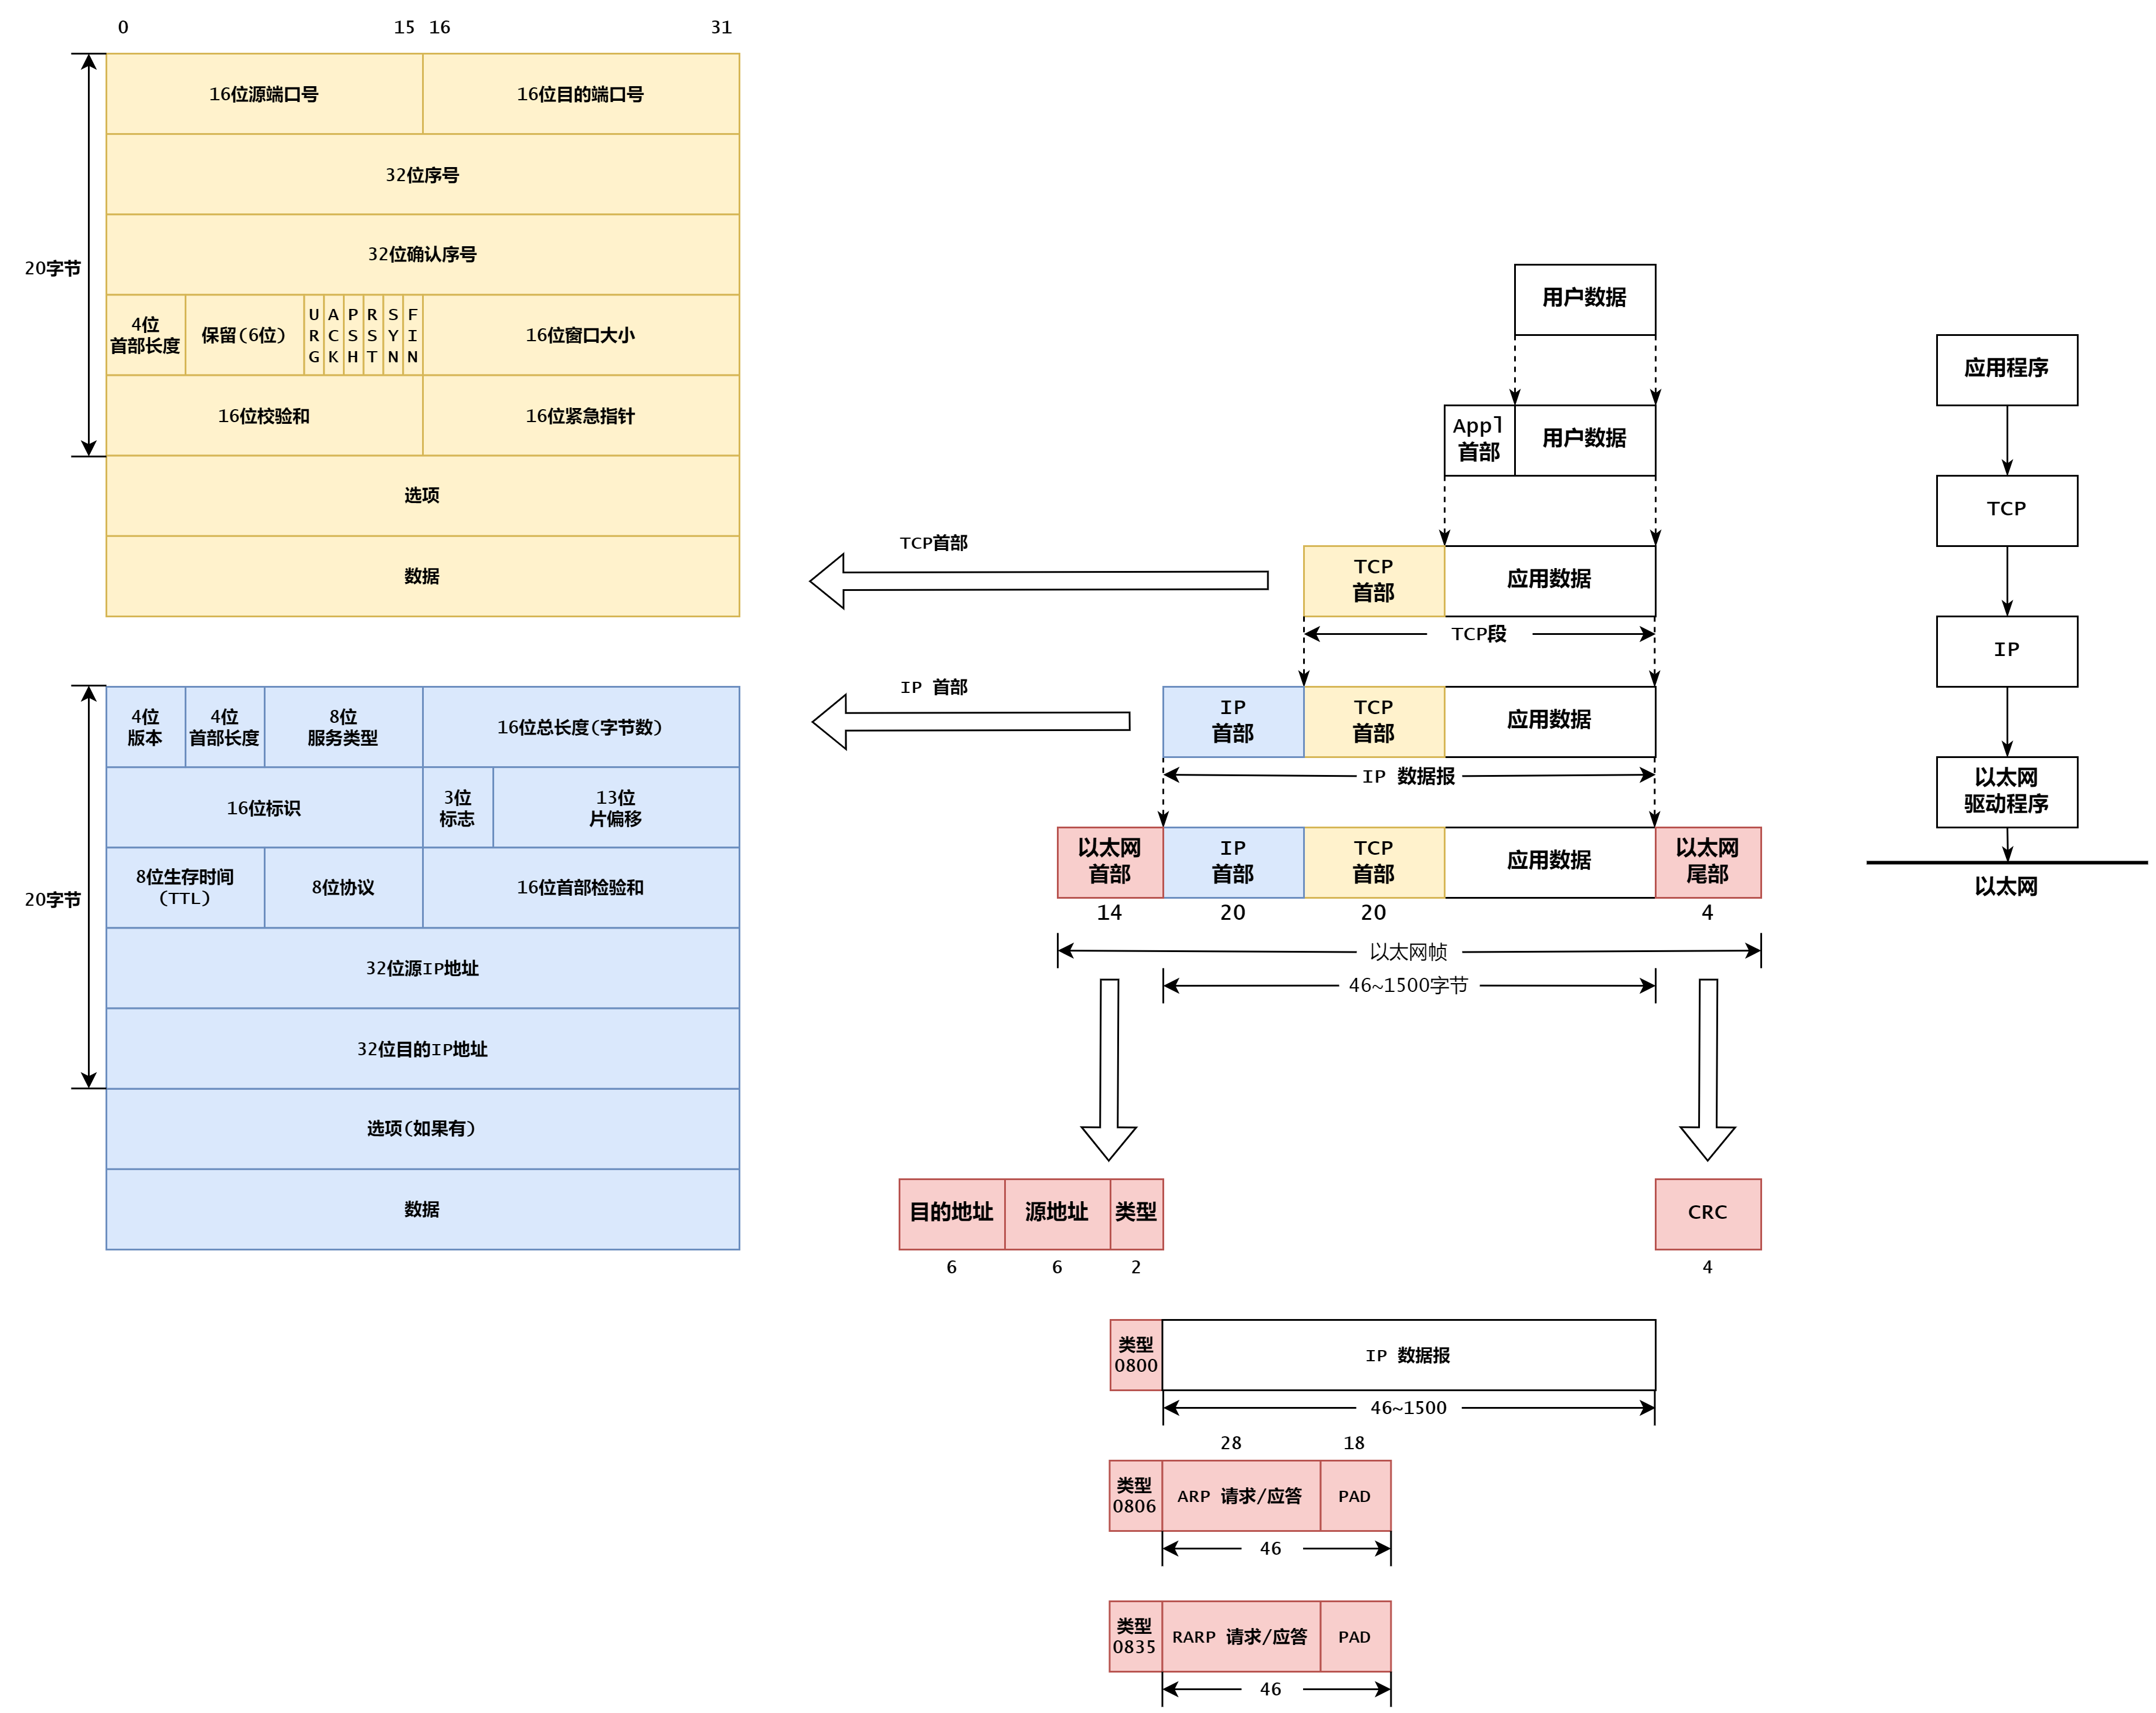 0 15 16 31
16位源端口号 16位目的端口号
32位序号
32位确认序号
20字节
4位
首部长度
保留(6位)
URG
ACK
PSH
RST
SYN
FIN
16位窗口大小
16位校验和 16位紧急指针
选项
数据
4位
版本
4位
首部长度
8位
服务类型
16位总长度(字节数)
16位标识
3位
标志
13位
片偏移
20字节
8位生存时间
(TTL)
8位协议
16位首部检验和
32位源IP地址
32位目的IP地址
选项(如果有)
数据
用户数据
Appl
首部
用户数据
TCP首部
TCP
首部
应用数据
TCP段
IP 首部
IP
首部
TCP
首部
应用数据
IP 数据报
以太网
首部
IP
首部
TCP
首部
应用数据
以太网
尾部
14 20 20 4
以太网帧
46~1500字节
目的地址 源地址 类型
6 6 2
CRC
4
类型
0800
IP 数据报
46~1500
28 18
类型
0806
ARP 请求/应答
PAD
46
类型
0835
RARP 请求/应答
PAD
46
应用程序
TCP
IP
以太网
驱动程序
以太网